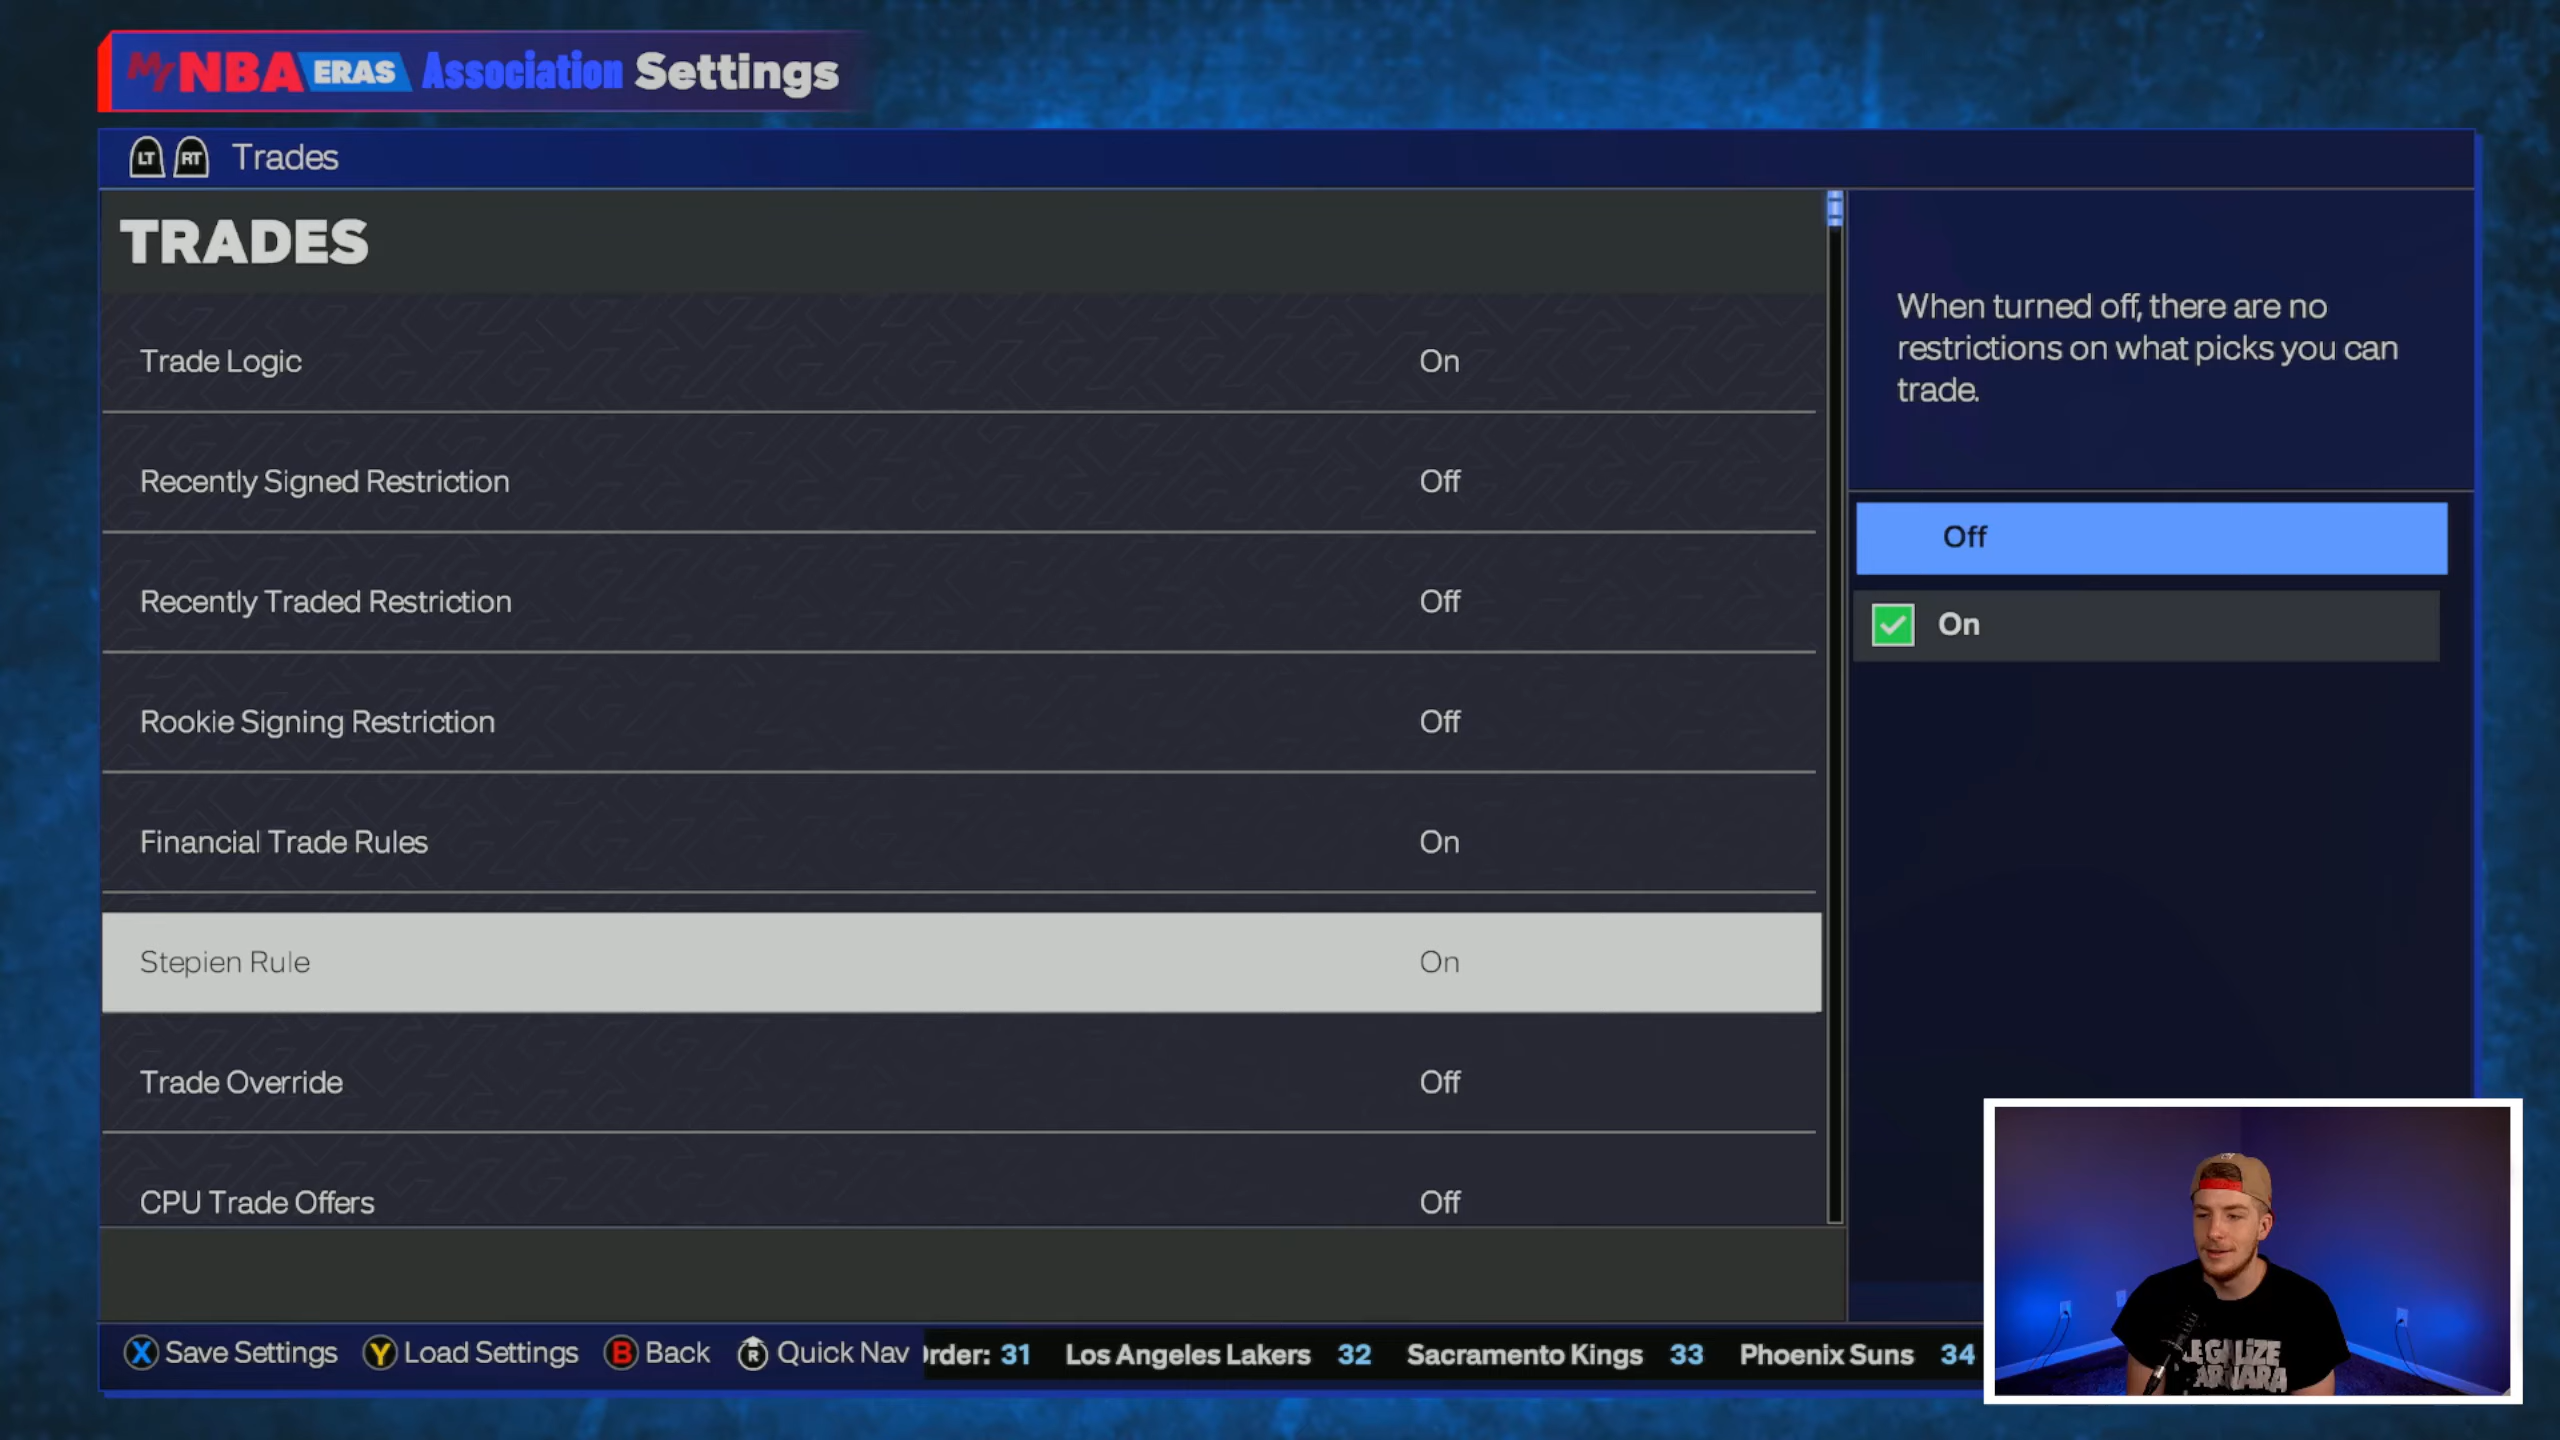 My NBA ERAS Association Settings
LT RT Trades
TRADES
Trade Logic On
Recently Signed Restriction Off
Recently Traded Restriction Off
Rookie Signing Restriction Off
Financial Trade Rules On
Stepien Rule On
Trade Override Off
CPU Trade Offers Off
When turned off, there are no
restrictions on what picks you can
trade.
Off
On
X Save Settings Y Load Settings B Back R Quick Nav rder: 31 Los Angeles Lakers 32 Sacramento Kings 33 Phoenix Suns 34